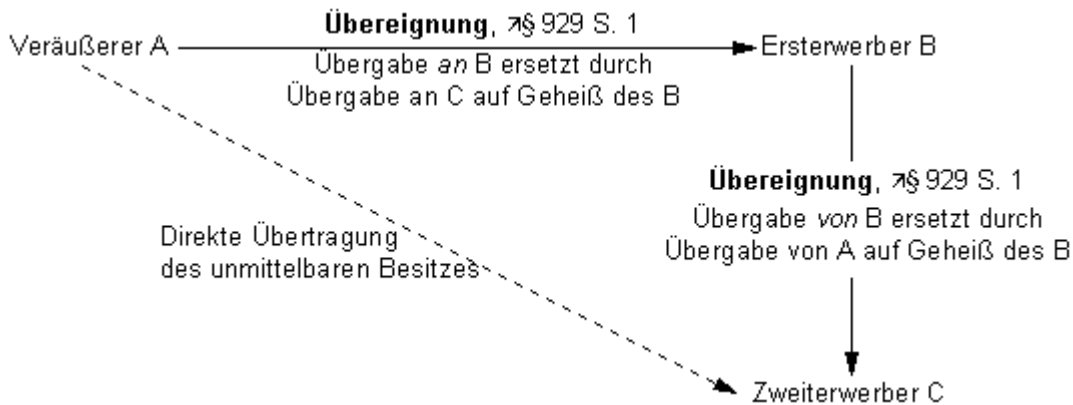 Übereignung, ↗§ 929 S. 1
Veräußerer A
Ersterwerber B
Übergabe an B ersetzt durch
Übergabe an C auf Geheiß des B
Übereignung, ↗§ 929 S. 1
Übergabe von B ersetzt durch
Übergabe von A auf Geheiß des B
Direkte Übertragung
des unmittelbaren Besitzes
Zweiterwerber C